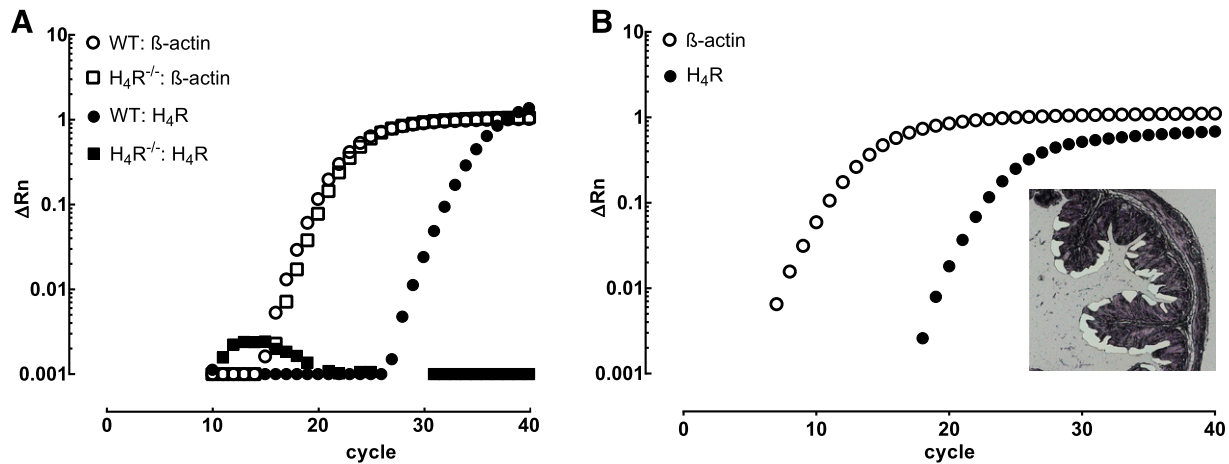 A
10
1
0.1
0.01
0.001
ΔRn
WT: ß-actin
H₄R⁻/⁻: ß-actin
WT: H₄R
H₄R⁻/⁻: H₄R
0 10 20 30 40
cycle
B
10
1
0.1
0.01
0.001
ΔRn
ß-actin
H₄R
0 10 20 30 40
cycle